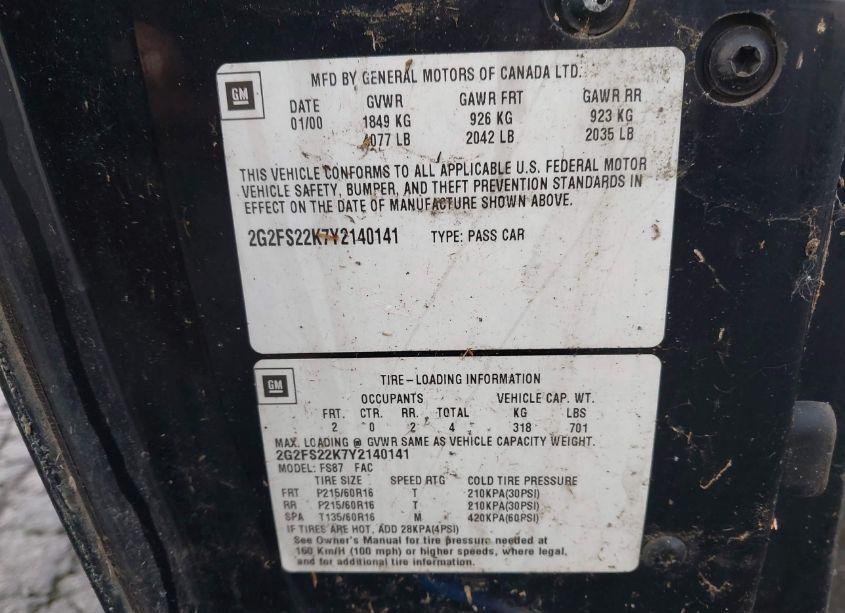 GM
MFD BY GENERAL MOTORS OF CANADA LTD.
DATE GVWR GAWR FRT GAWR RR
01/00 1849 KG 926 KG 923 KG
4077 LB 2042 LB 2035 LB
THIS VEHICLE CONFORMS TO ALL APPLICABLE U.S. FEDERAL MOTOR
VEHICLE SAFETY, BUMPER, AND THEFT PREVENTION STANDARDS IN
EFFECT ON THE DATE OF MANUFACTURE SHOWN ABOVE.
2G2FS22K7Y2140141 TYPE: PASS CAR
GM
TIRE-LOADING INFORMATION
OCCUPANTS VEHICLE CAP. WT.
FRT. CTR. RR. TOTAL KG LBS
2 0 2 4 318 701
MAX. LOADING @ GVWR SAME AS VEHICLE CAPACITY WEIGHT.
2G2FS22K7Y2140141
MODEL: FS87 FAC
TIRE SIZE SPEED RTG COLD TIRE PRESSURE
FRT P215/60R16 T 210KPA(30PSI)
RR P215/60R16 T 210KPA(30PSI)
SPA T135/60R16 M 420KPA(60PSI)
IF TIRES ARE HOT, ADD 28KPA(4PSI)
See Owner's Manual for tire pressure needed at
160 Km/H (100 mph) or higher speeds, where legal,
and for additional tire information.